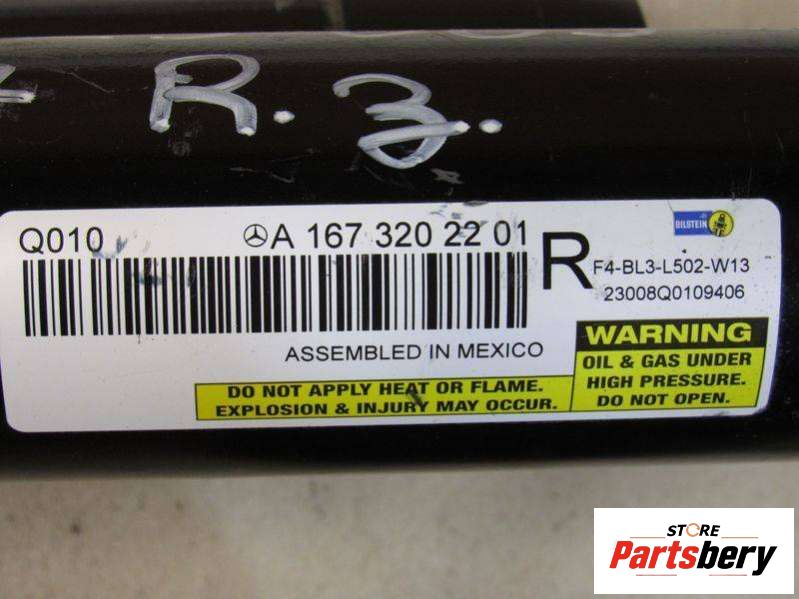 R. 3.
Q010 A 167 320 22 01
R
BILSTEIN
F4-BL3-L502-W13
23008Q0109406
ASSEMBLED IN MEXICO
WARNING
OIL & GAS UNDER
HIGH PRESSURE.
DO NOT OPEN.
DO NOT APPLY HEAT OR FLAME.
EXPLOSION & INJURY MAY OCCUR.
STORE
Partsbery